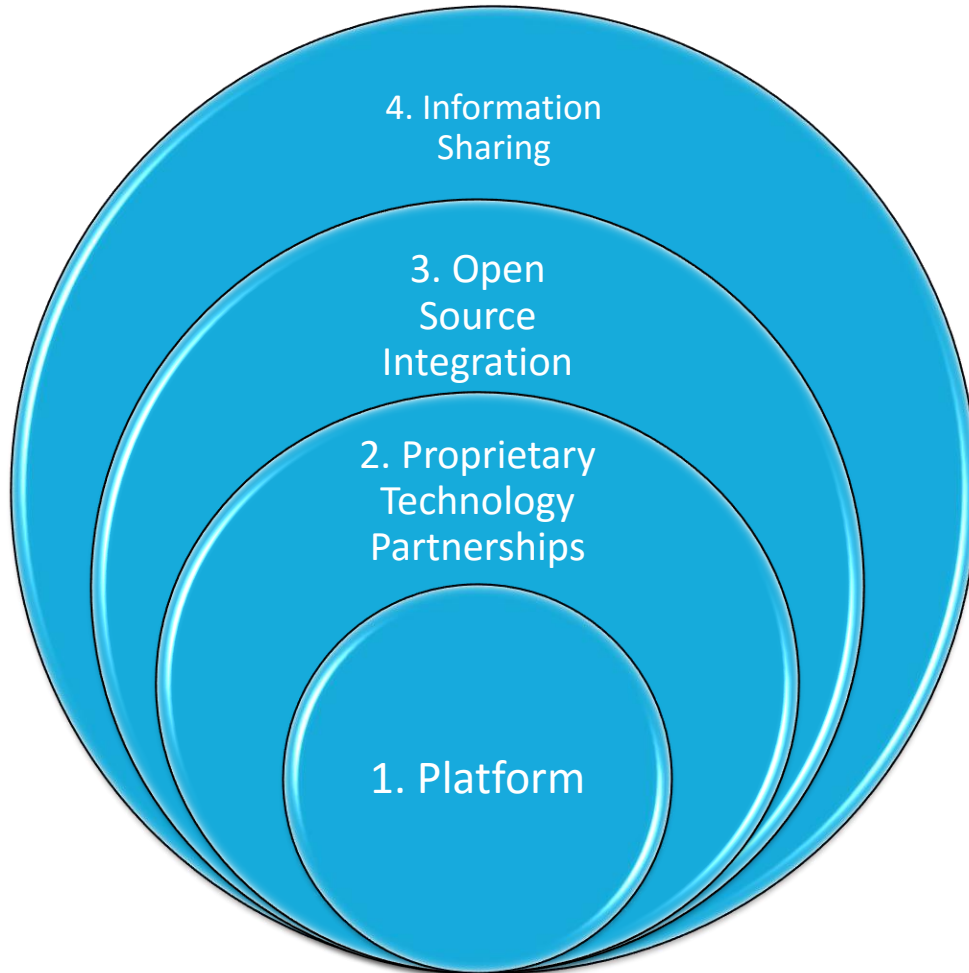 4. Information
Sharing
3. Open
Source
Integration
2. Proprietary
Technology
Partnerships
1. Platform